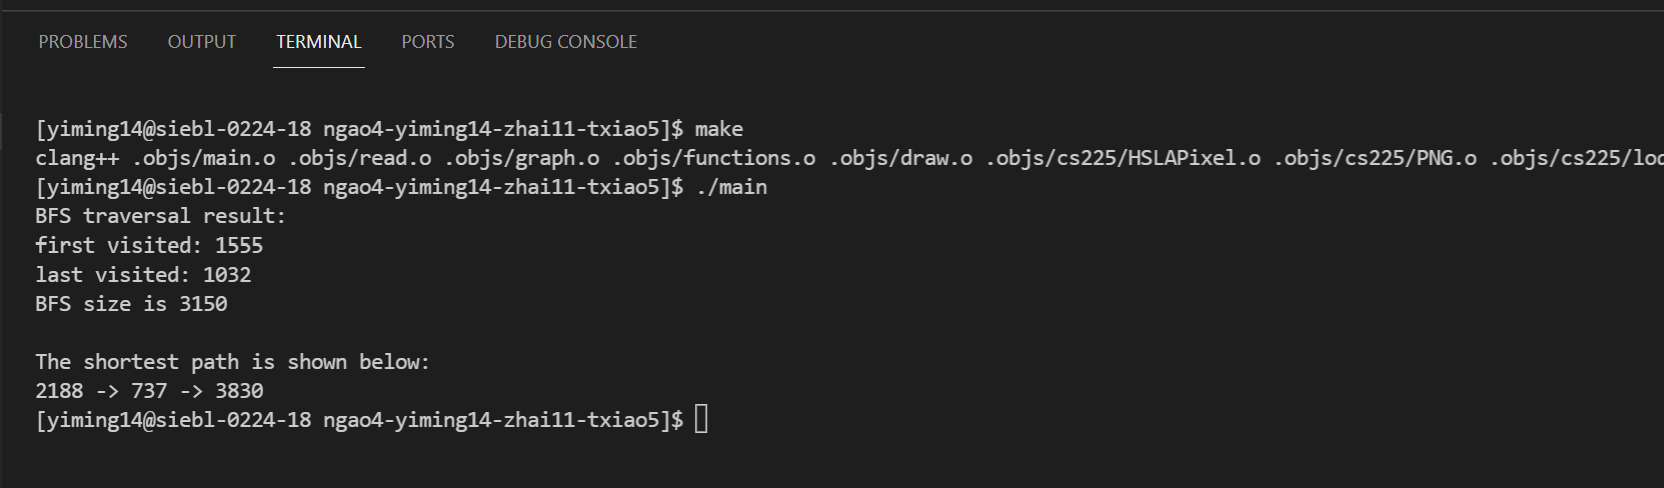 PROBLEMS OUTPUT TERMINAL PORTS DEBUG CONSOLE
[yiming14@siebl-0224-18 ngao4-yiming14-zhai11-txiao5]$ make
clang++ .objs/main.o .objs/read.o .objs/graph.o .objs/functions.o .objs/draw.o .objs/cs225/HSLAPixel.o .objs/cs225/PNG.o .objs/cs225/lod
[yiming14@siebl-0224-18 ngao4-yiming14-zhai11-txiao5]$ ./main
BFS traversal result:
first visited: 1555
last visited: 1032
BFS size is 3150
The shortest path is shown below:
2188 -> 737 -> 3830
[yiming14@siebl-0224-18 ngao4-yiming14-zhai11-txiao5]$